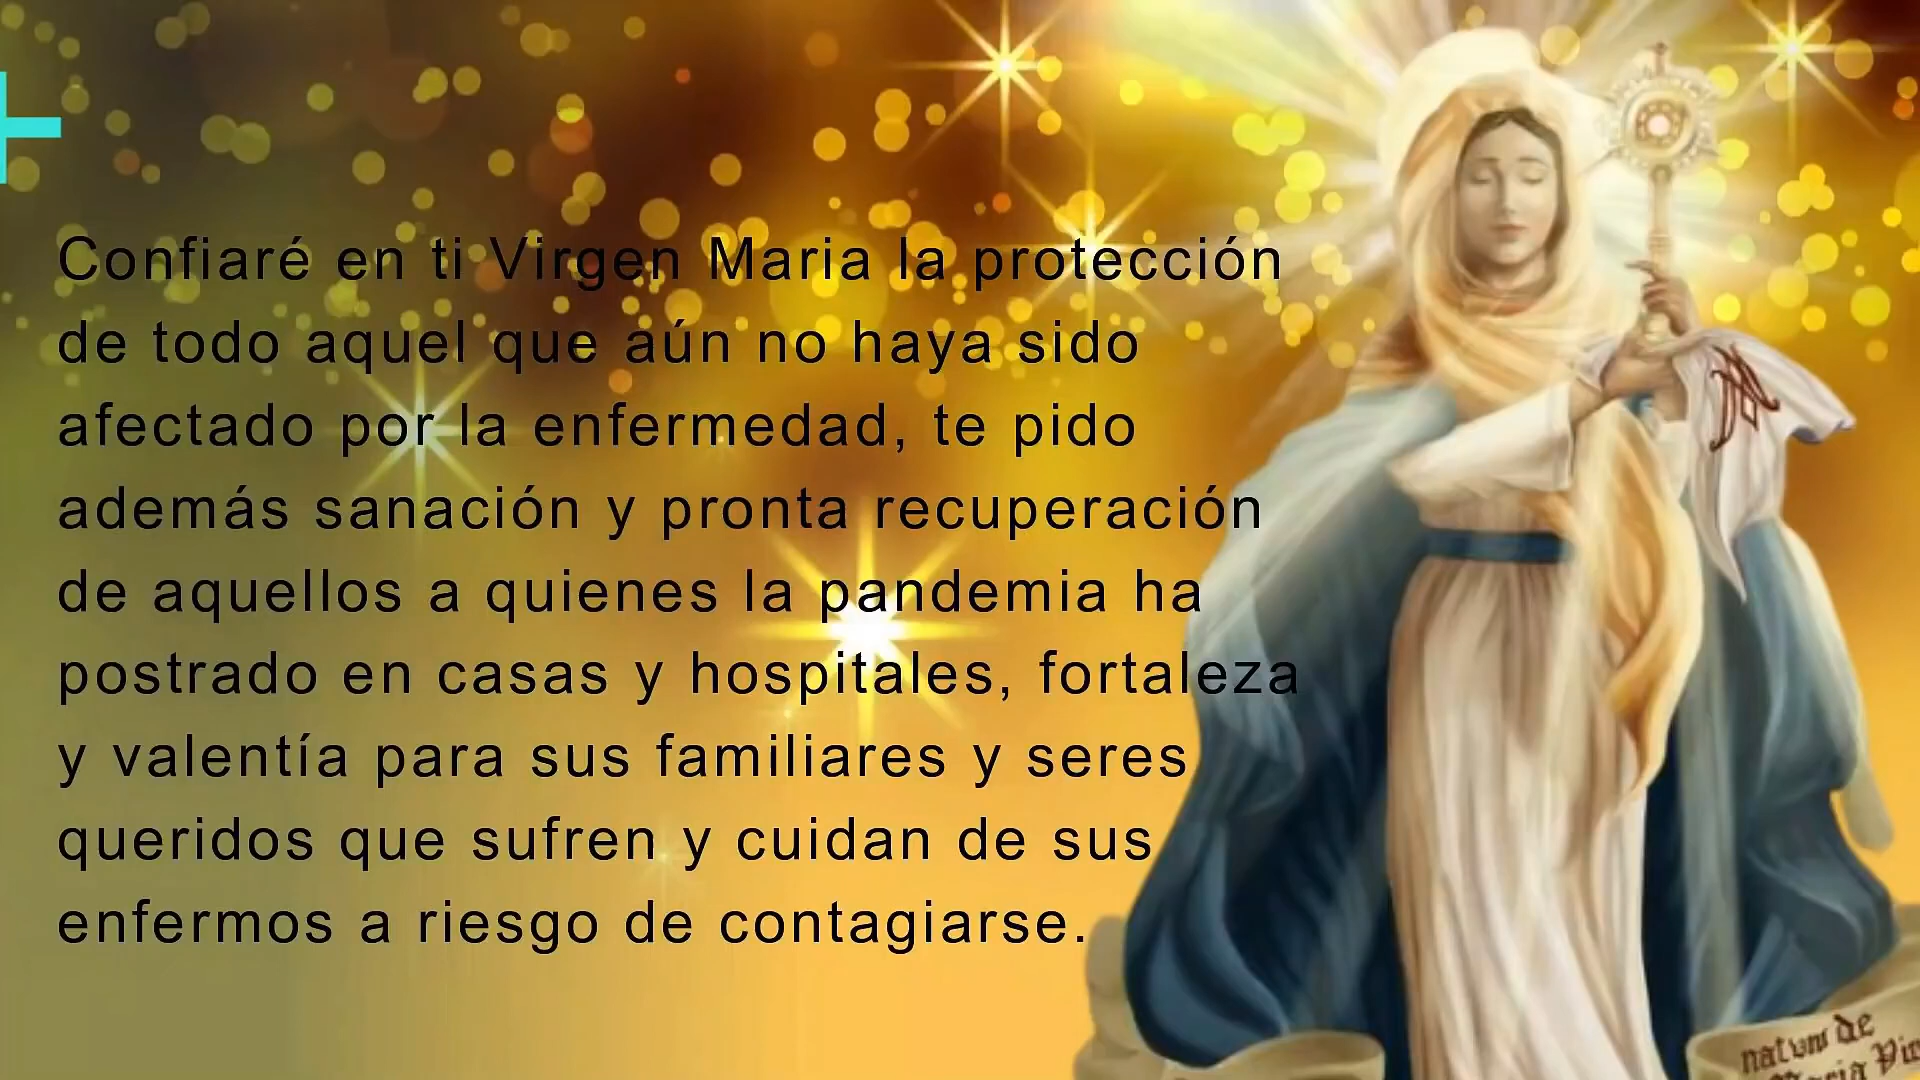 Confiaré en ti Virgen Maria la protección
de todo aquel que aún no haya sido
afectado por la enfermedad, te pido
además sanación y pronta recuperación
de aquellos a quienes la pandemia ha
postrado en casas y hospitales, fortaleza
y valentía para sus familiares y seres
queridos que sufren y cuidan de sus
enfermos a riesgo de contagiarse.
natum de